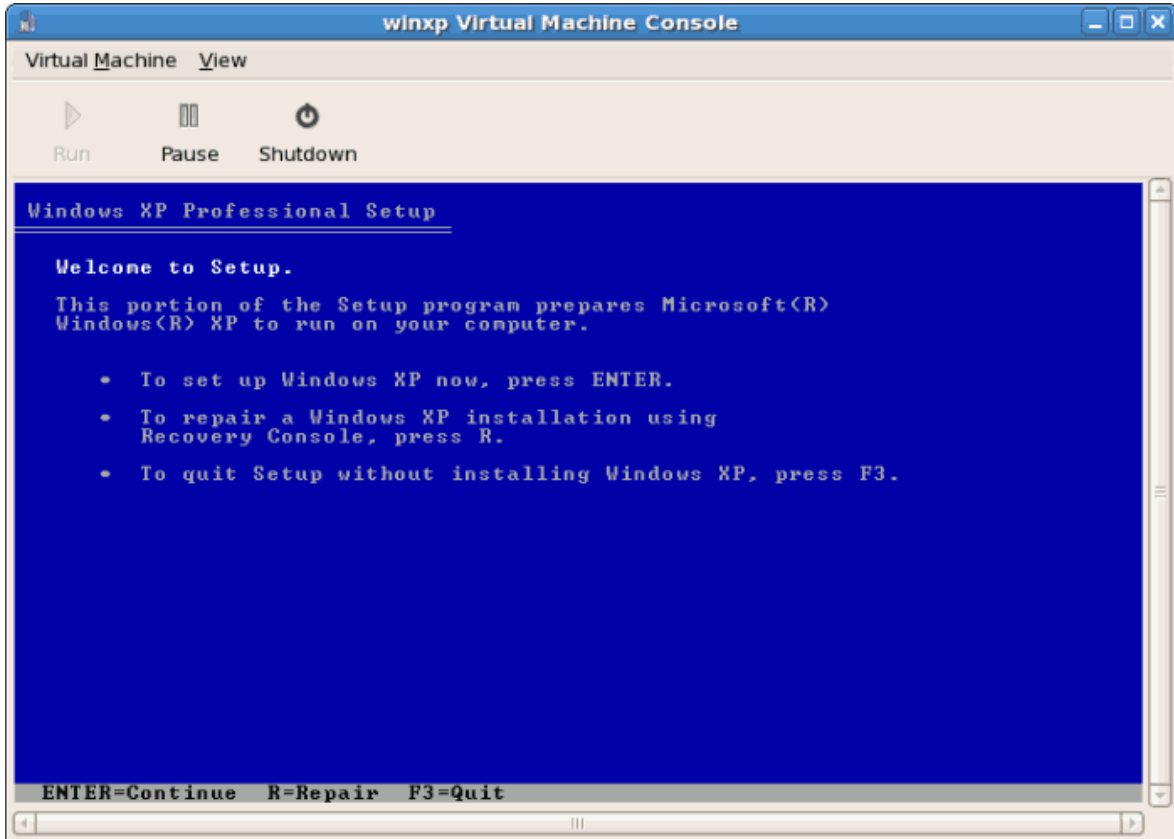 winxp Virtual Machine Console
Virtual Machine View
Run Pause Shutdown
Windows XP Professional Setup
Welcome to Setup.
This portion of the Setup program prepares Microsoft(R)
Windows(R) XP to run on your computer.
• To set up Windows XP now, press ENTER.
• To repair a Windows XP installation using
Recovery Console, press R.
• To quit Setup without installing Windows XP, press F3.
ENTER=Continue R=Repair F3=Quit